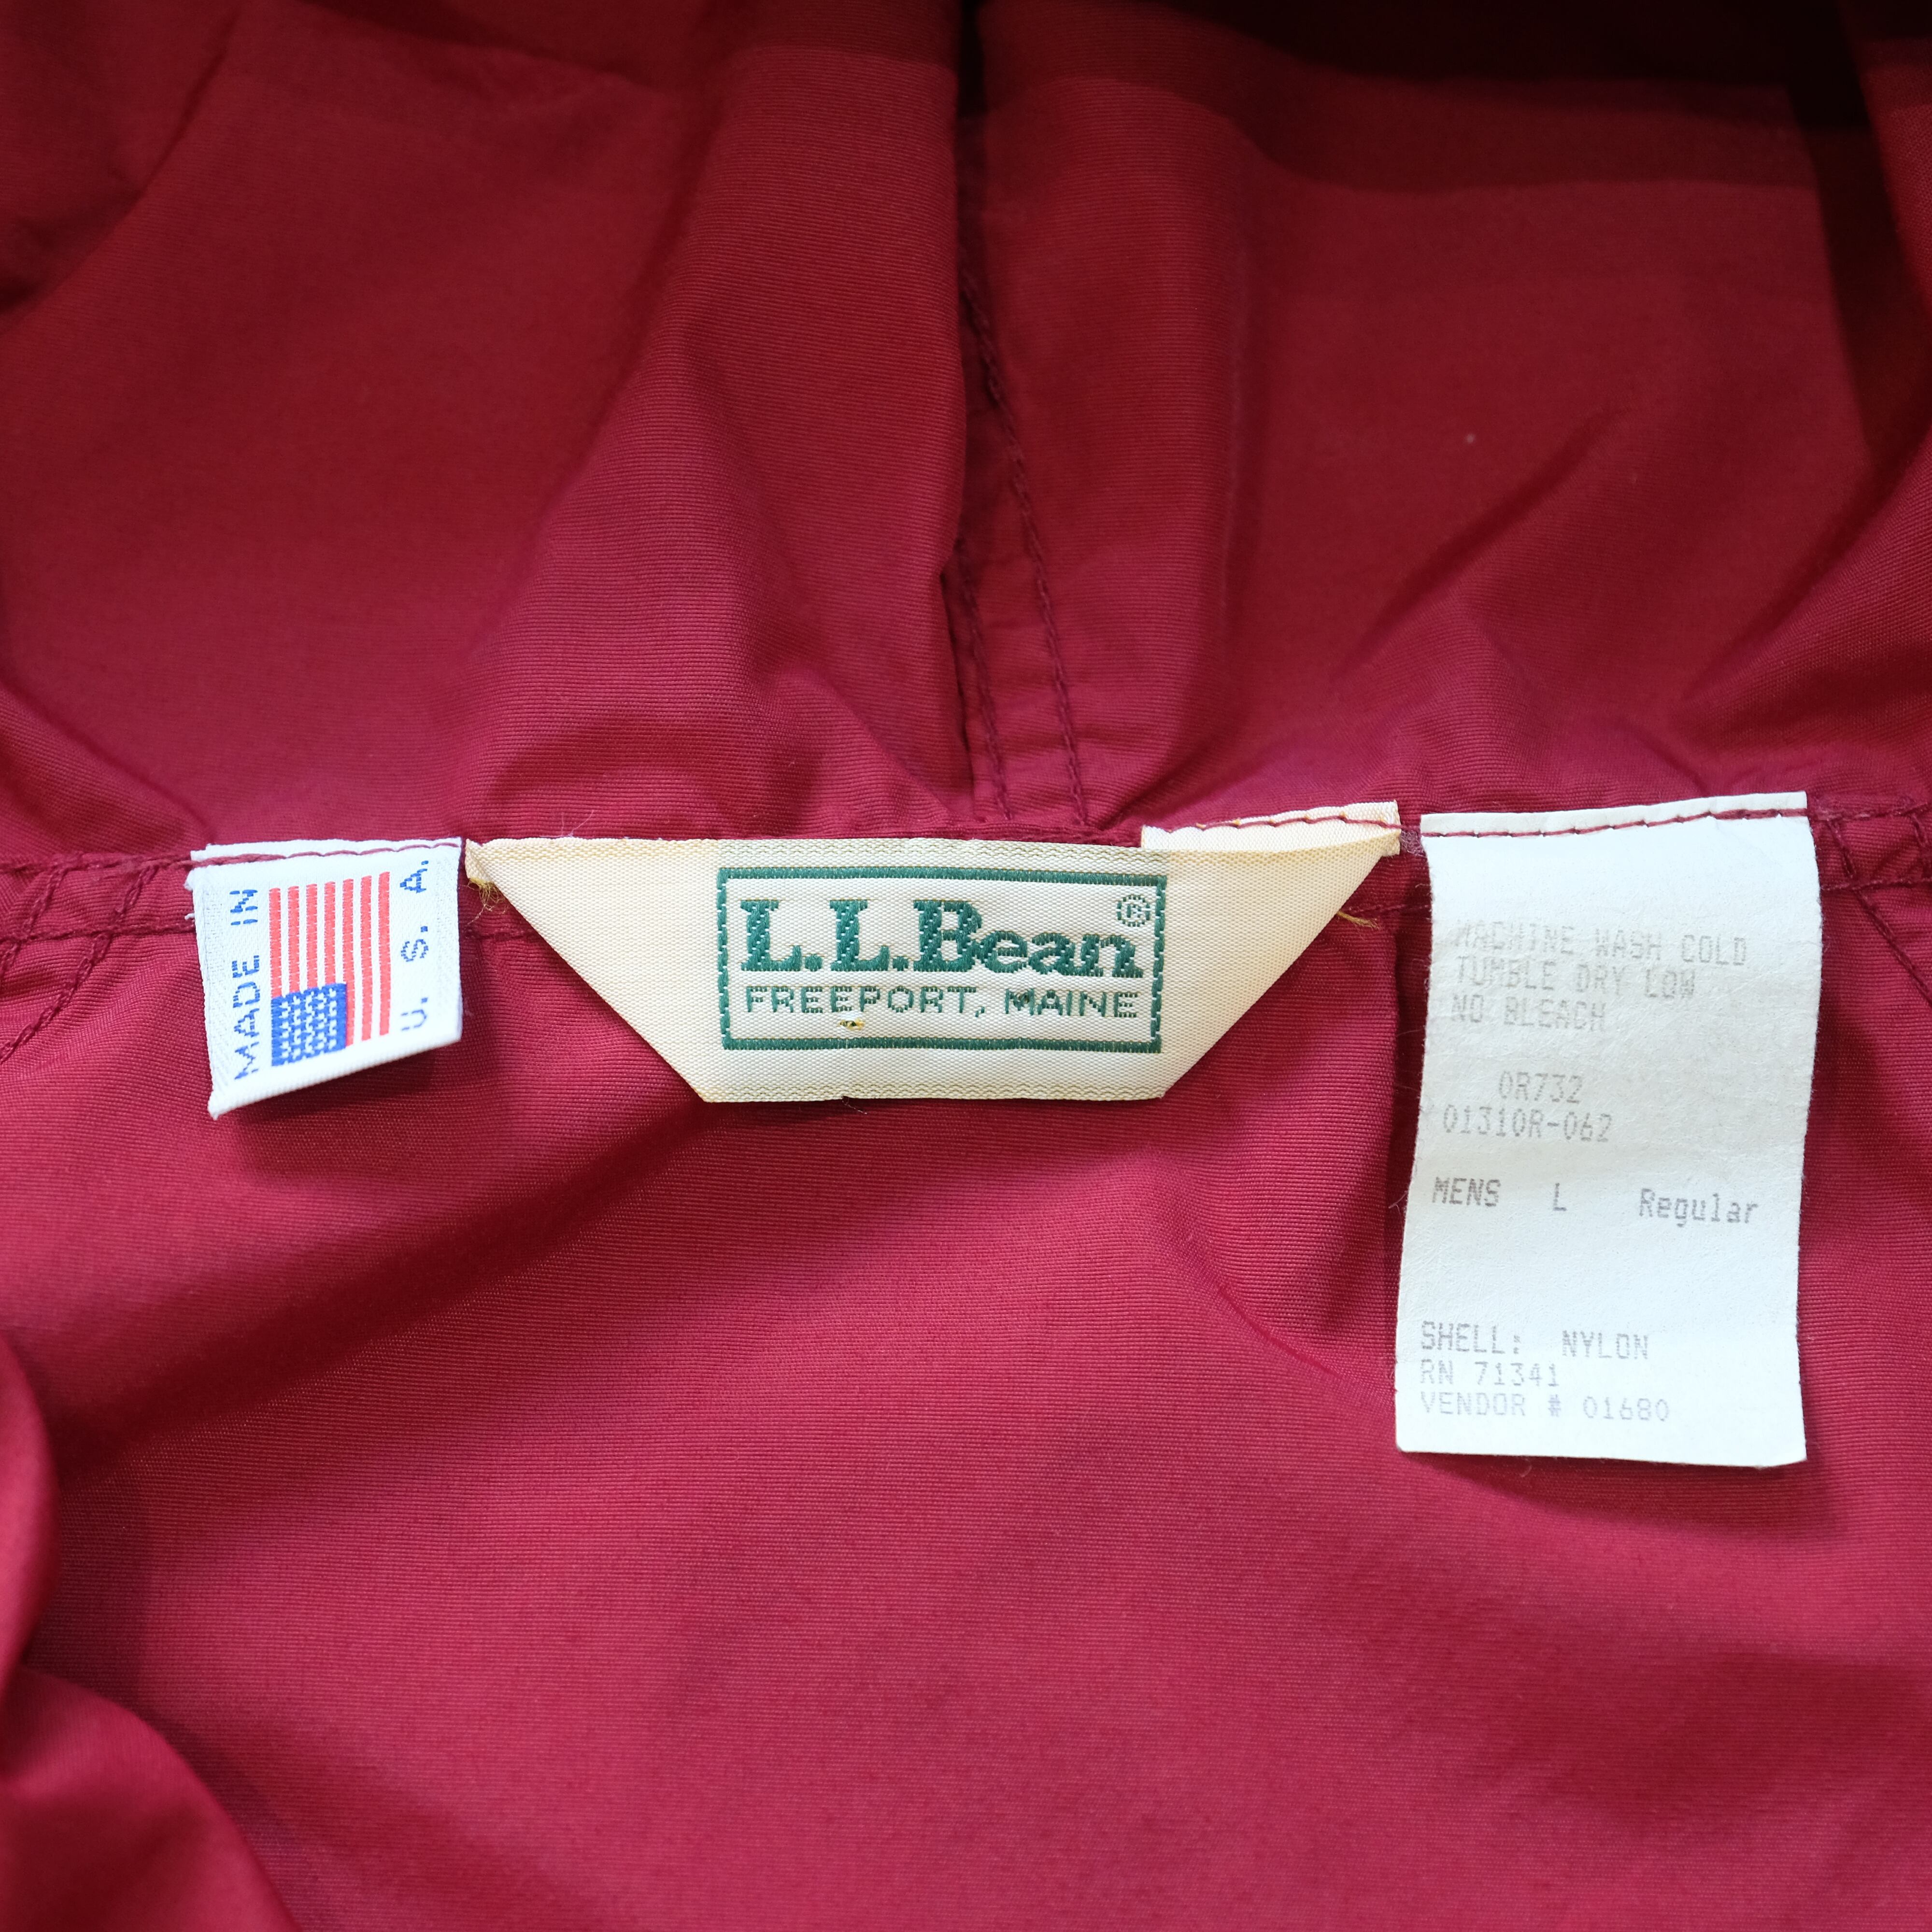 MADE IN
U. S. A.
L.L.Bean®
FREEPORT, MAINE
MACHINE WASH COLD
TUMBLE DRY LOW
NO BLEACH
0R732
01310R-062
MENS L Regular
SHELL: NYLON
RN 71341
VENDOR # 01680